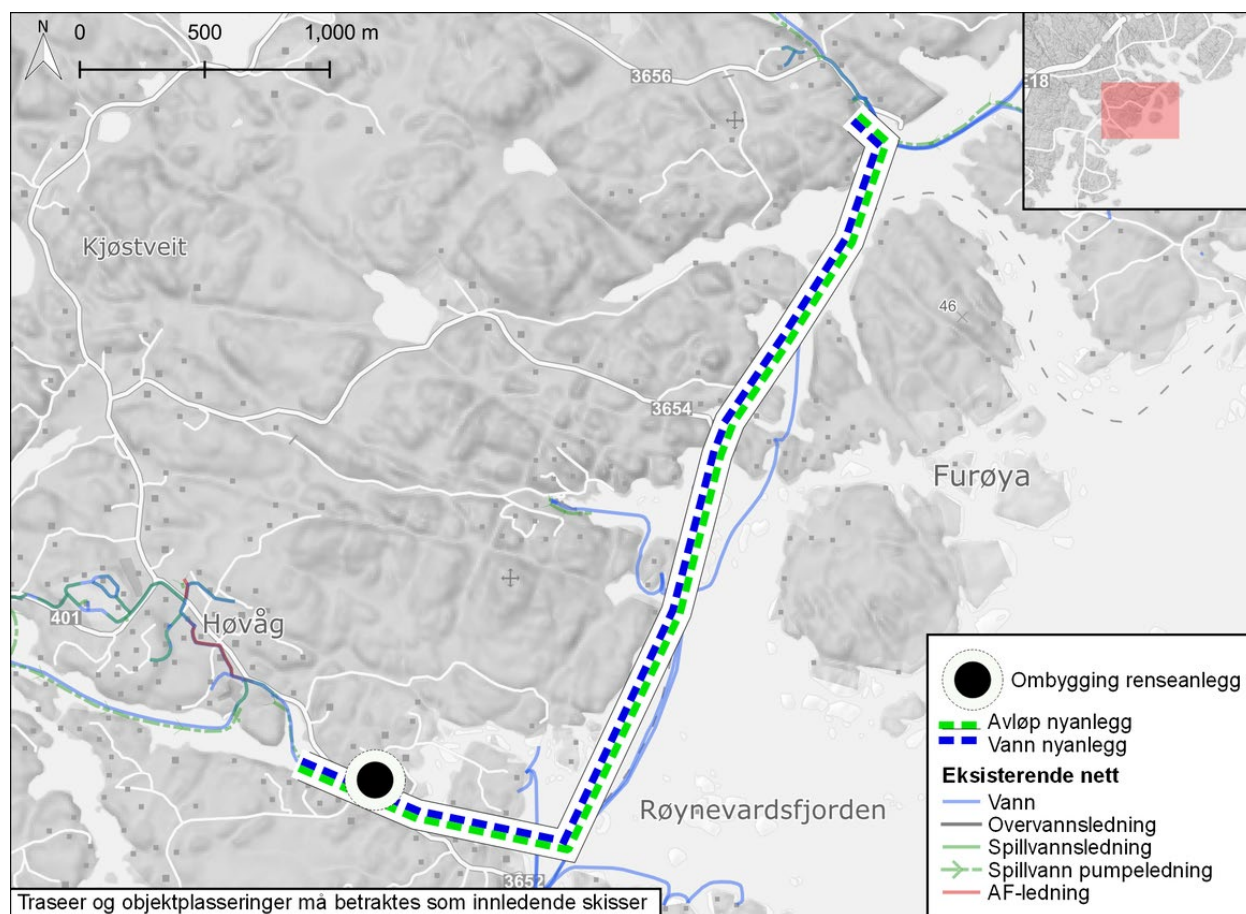 N
0 500 1,000 m
3656
E18
Kjøstveit
46
3654
Furøya
401
Høvåg
Røynevardsfjorden
3652
Ombygging renseanlegg
Avløp nyanlegg
Vann nyanlegg
Eksisterende nett
Vann
Overvannsledning
Spillvannsledning
Spillvann pumpeledning
AF-ledning
Traseer og objektplasseringer må betraktes som innledende skisser